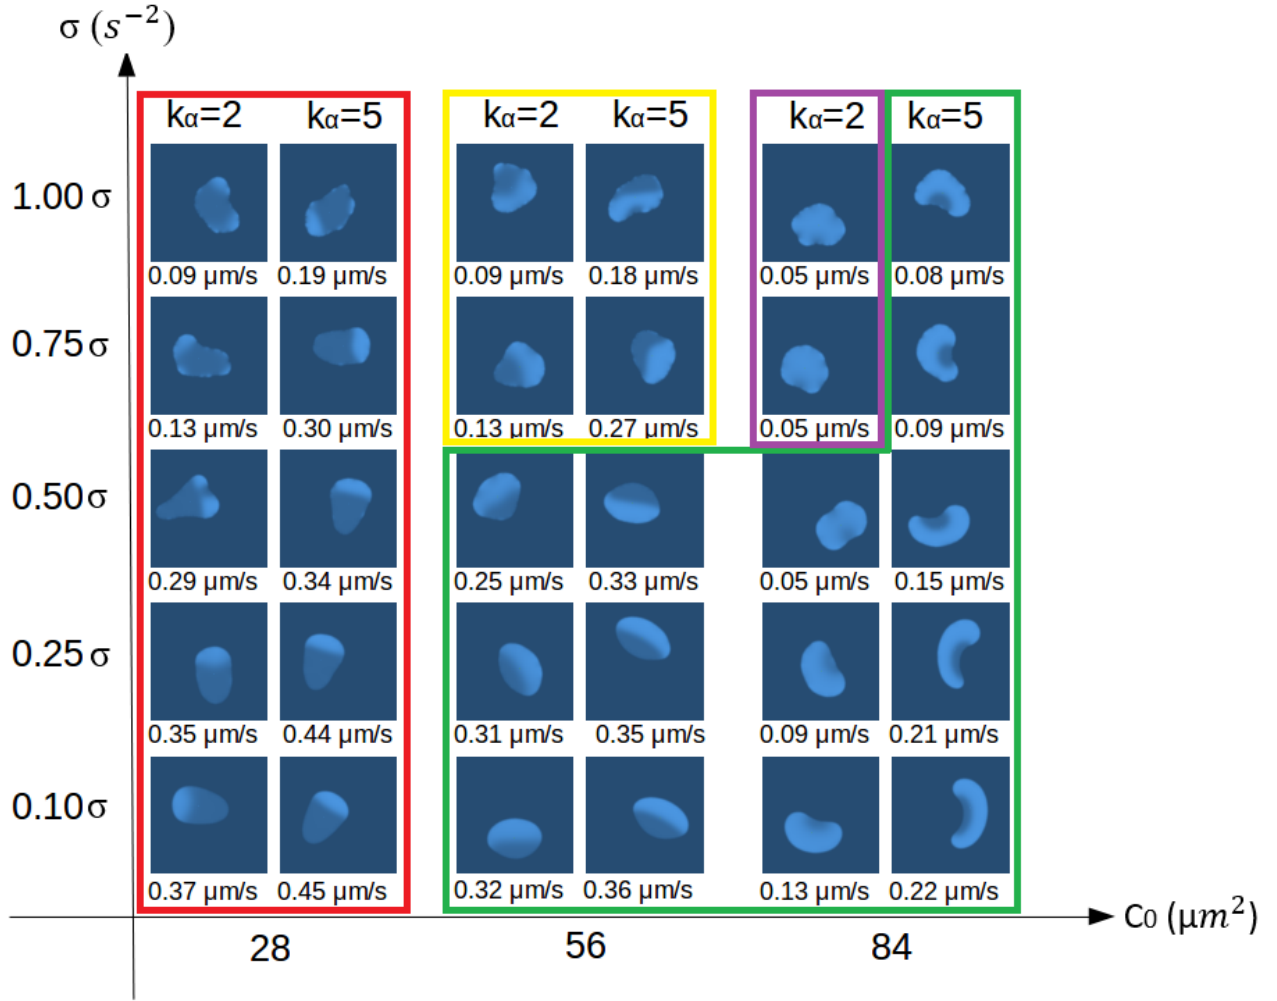 σ (s⁻²)
kα=2 kα=5 kα=2 kα=5 kα=2 kα=5
1.00 σ
0.09 μm/s 0.19 μm/s 0.09 μm/s 0.18 μm/s 0.05 μm/s 0.08 μm/s
0.75 σ
0.13 μm/s 0.30 μm/s 0.13 μm/s 0.27 μm/s 0.05 μm/s 0.09 μm/s
0.50 σ
0.29 μm/s 0.34 μm/s 0.25 μm/s 0.33 μm/s 0.05 μm/s 0.15 μm/s
0.25 σ
0.35 μm/s 0.44 μm/s 0.31 μm/s 0.35 μm/s 0.09 μm/s 0.21 μm/s
0.10 σ
0.37 μm/s 0.45 μm/s 0.32 μm/s 0.36 μm/s 0.13 μm/s 0.22 μm/s
C0 (μm²)
28 56 84